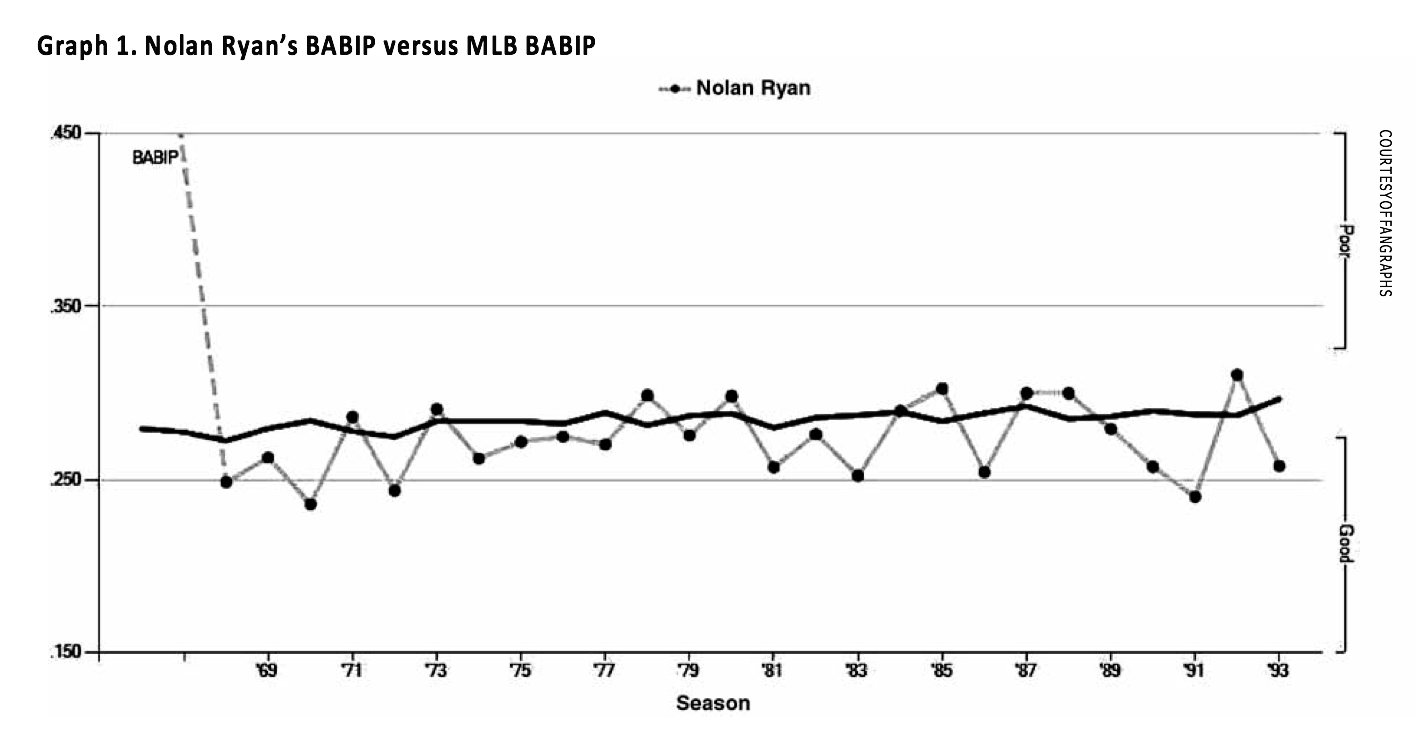 Graph 1. Nolan Ryan's BABIP versus MLB BABIP
Nolan Ryan
.450
BABIP
.350
.250
.150
'69 '71 '73 '75 '77 '79 '81 '83 '85 '87 '89 '91 '93
Season
Poor
Good
COURTESYOFFANGRAPHS